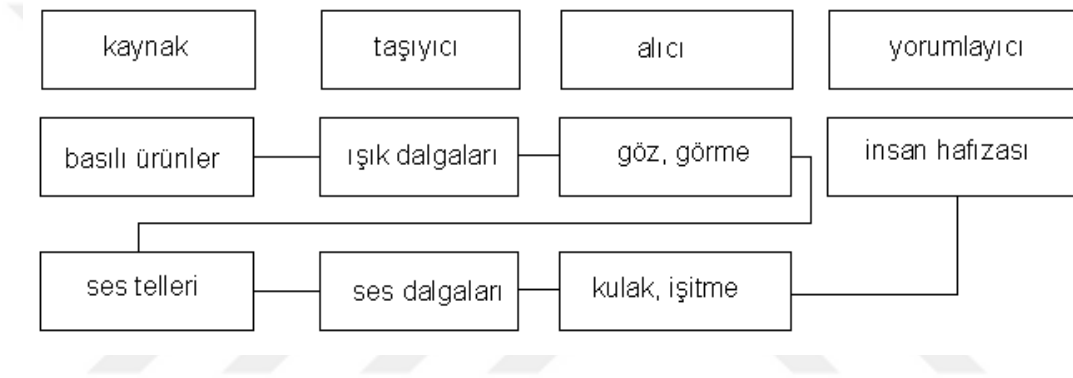 kaynak
taşıyıcı
alıcı
yorumlayıcı
basılı ürünler
ışık dalgaları
göz, görme
insan hafızası
ses telleri
ses dalgaları
kulak, işitme